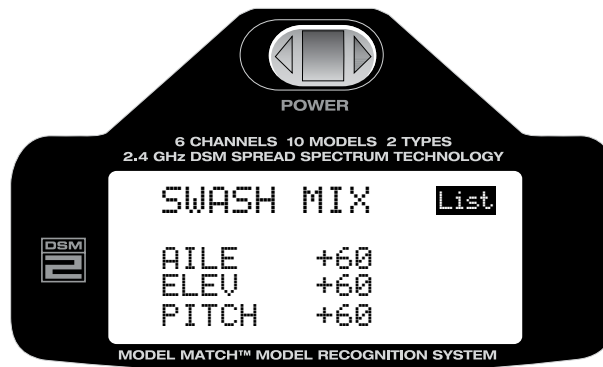 POWER
6 CHANNELS 10 MODELS 2 TYPES
2.4 GHz DSM SPREAD SPECTRUM TECHNOLOGY
SWASH MIX List
DSM
2
AILE +60
ELEV +60
PITCH +60
MODEL MATCH™ MODEL RECOGNITION SYSTEM